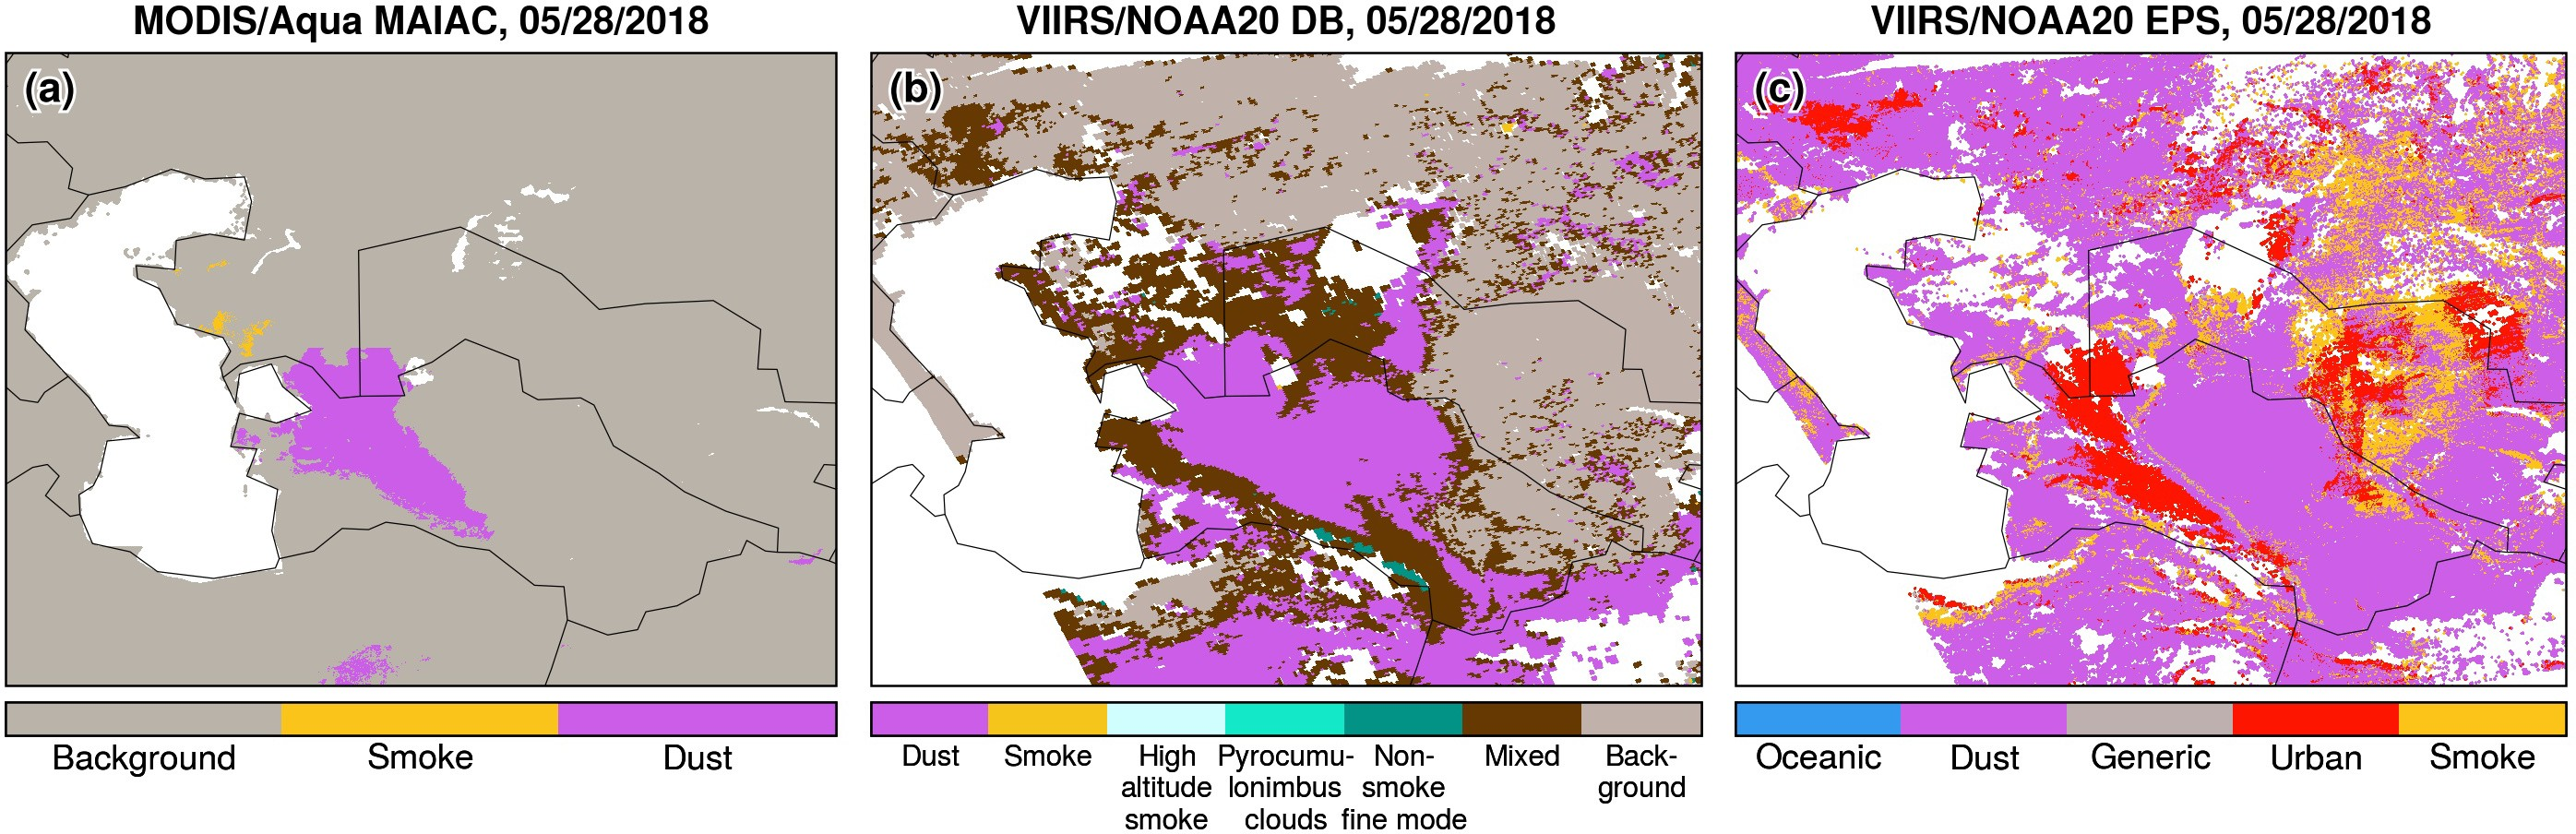 MODIS/Aqua MAIAC, 05/28/2018
VIIRS/NOAA20 DB, 05/28/2018
VIIRS/NOAA20 EPS, 05/28/2018
(a)
(b)
(c)
Background
Smoke
Dust
Dust
Smoke
High
altitude
smoke
Pyrocumu-
lonimbus
clouds
Non-
smoke
fine mode
Mixed
Back-
ground
Oceanic
Dust
Generic
Urban
Smoke